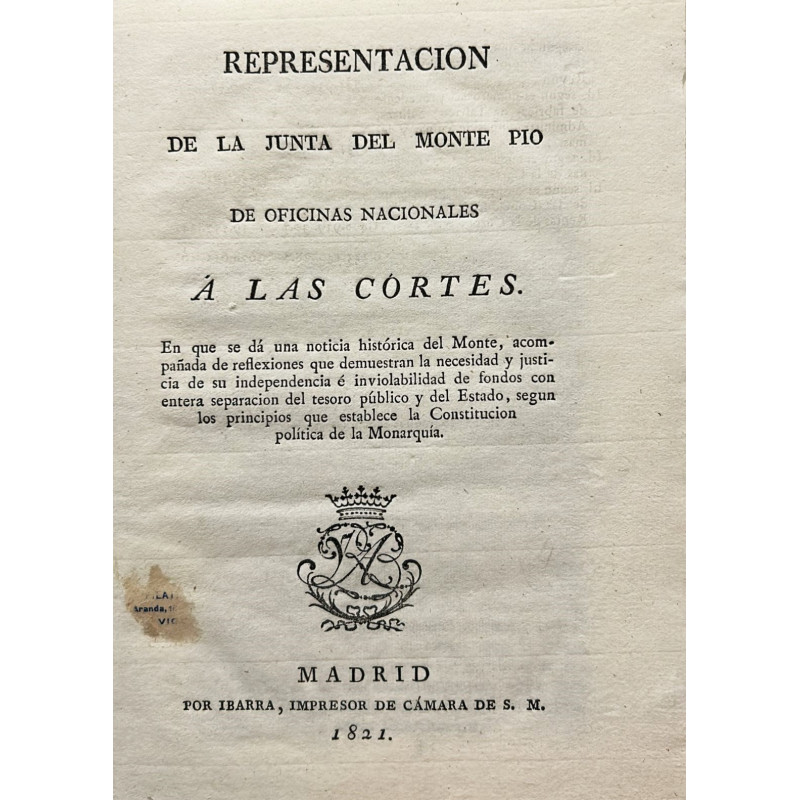 REPRESENTACION
DE LA JUNTA DEL MONTE PIO
DE OFICINAS NACIONALES
Á LAS CÓRTES.
En que se dá una noticia histórica del Monte, acom-
pañada de reflexiones que demuestran la necesidad y justi-
cia de su independencia é inviolabilidad de fondos con
entera separacion del tesoro público y del Estado, segun
los principios que establece la Constitucion
política de la Monarquía.
Aranda,
MADRID
POR IBARRA, IMPRESOR DE CÁMARA DE S. M.
1821.